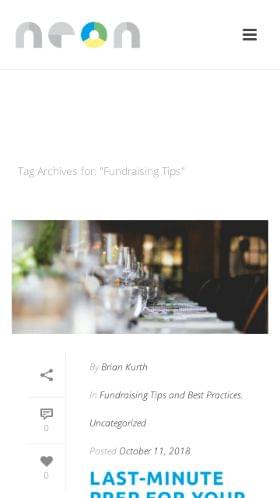 neon
Tag Archives for: "Fundraising Tips"
By Brian Kurth
In Fundraising Tips and Best Practices,
Uncategorized
0
Posted October 11, 2018
0
LAST-MINUTE
PREP FOR YOUR